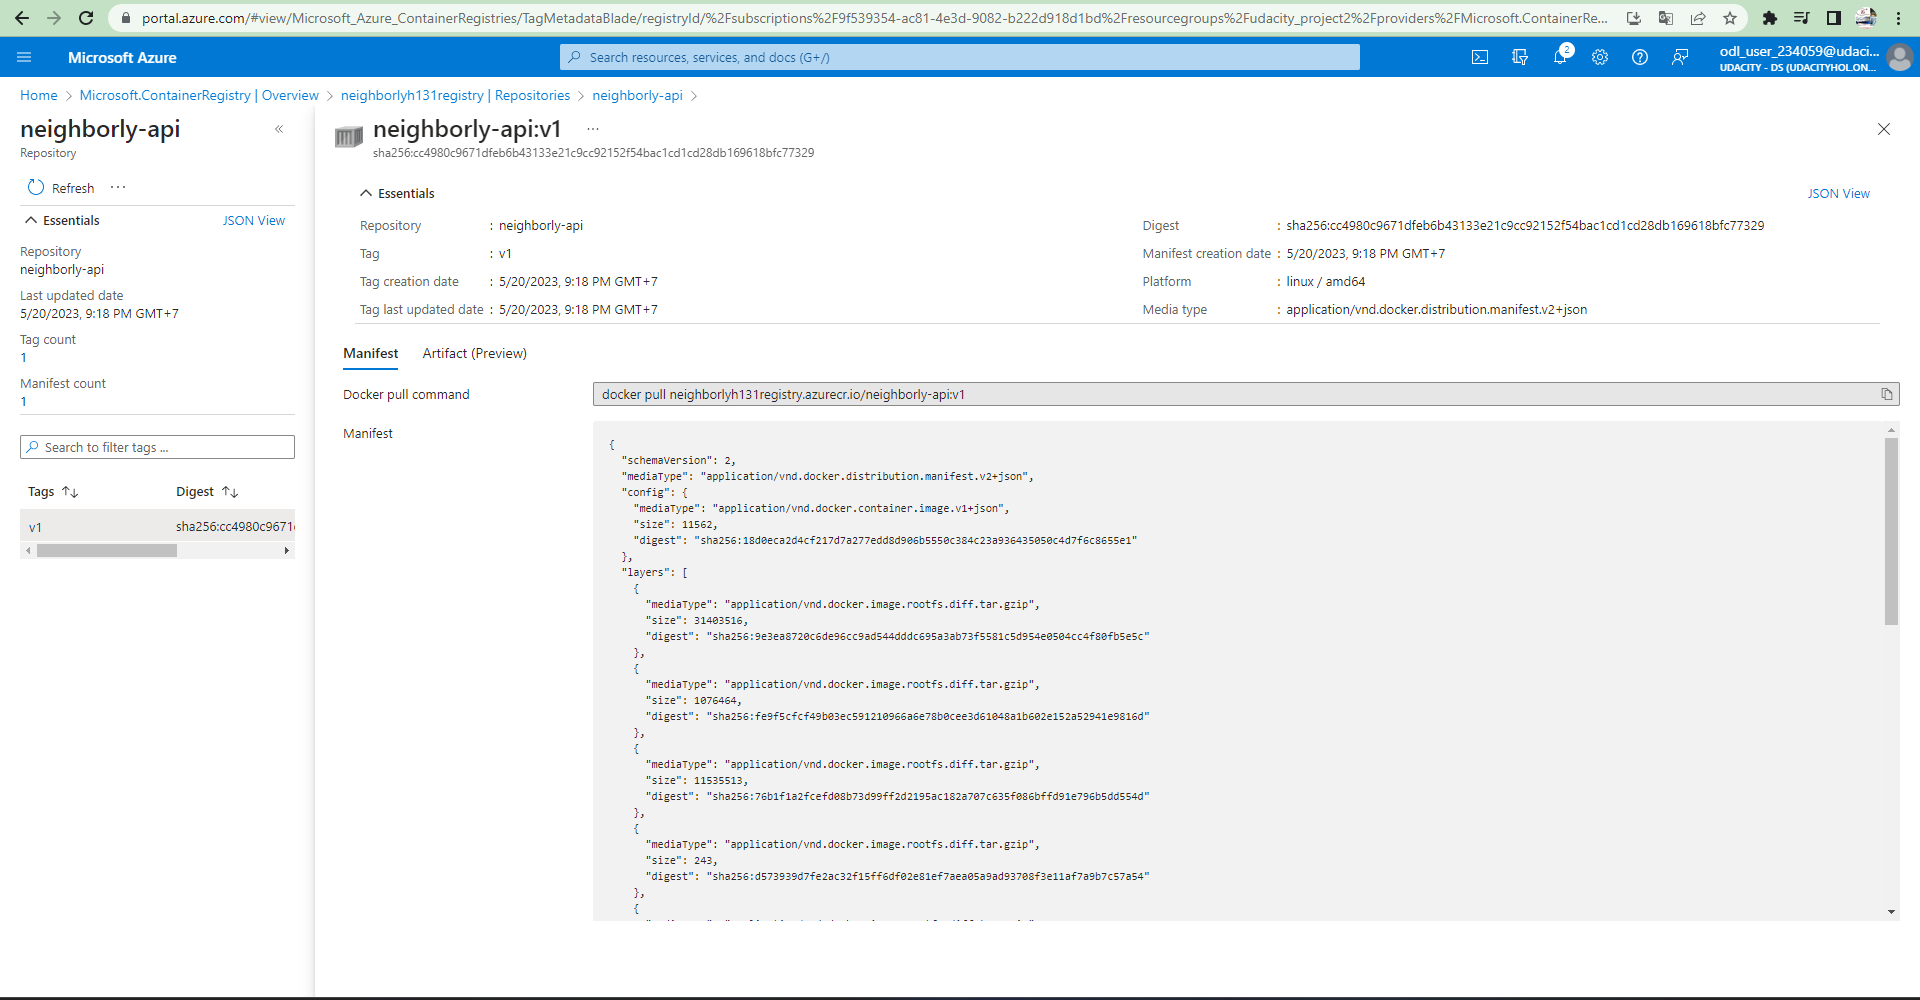 portal.azure.com/#view/Microsoft_Azure_ContainerRegistries/TagMetadataBlade/registryId/%2Fsubscriptions%2F9f539354-ac81-4e3d-9082-b222d918d1bd%2Fresourcegroups%2Fudacity_project2%2Fproviders%2FMicrosoft.ContainerRe...
Microsoft Azure
Search resources, services, and docs (G+/)
2
odl_user_234059@udaci...
UDACITY - DS (UDACITYHOL.ON...
Home > Microsoft.ContainerRegistry | Overview > neighborlyh131registry | Repositories > neighborly-api >
neighborly-api
Repository
Refresh ...
Essentials JSON View
Repository
neighborly-api
Last updated date
5/20/2023, 9:18 PM GMT+7
Tag count
1
Manifest count
1
Search to filter tags ...
Tags Digest
v1 sha256:cc4980c9671
neighborly-api:v1 ...
sha256:cc4980c9671dfeb6b43133e21c9cc92152f54bac1cd1cd28db169618bfc77329
Essentials JSON View
Repository : neighborly-api
Tag : v1
Tag creation date : 5/20/2023, 9:18 PM GMT+7
Tag last updated date : 5/20/2023, 9:18 PM GMT+7
Digest : sha256:cc4980c9671dfeb6b43133e21c9cc92152f54bac1cd1cd28db169618bfc77329
Manifest creation date : 5/20/2023, 9:18 PM GMT+7
Platform : linux / amd64
Media type : application/vnd.docker.distribution.manifest.v2+json
Manifest Artifact (Preview)
Docker pull command docker pull neighborlyh131registry.azurecr.io/neighborly-api:v1
Manifest
{
"schemaVersion": 2,
"mediaType": "application/vnd.docker.distribution.manifest.v2+json",
"config": {
"mediaType": "application/vnd.docker.container.image.v1+json",
"size": 11562,
"digest": "sha256:18d0eca2d4cf217d7a277edd8d906b5550c384c23a936435050c4d7f6c8655e1"
},
"layers": [
{
"mediaType": "application/vnd.docker.image.rootfs.diff.tar.gzip",
"size": 31403516,
"digest": "sha256:9e3ea8720c6de96cc9ad544dddc695a3ab73f5581c5d954e0504cc4f80fb5e5c"
},
{
"mediaType": "application/vnd.docker.image.rootfs.diff.tar.gzip",
"size": 1076464,
"digest": "sha256:fe9f5cfcf49b03ec591210966a6e78b0cee3d61048a1b602e152a52941e9816d"
},
{
"mediaType": "application/vnd.docker.image.rootfs.diff.tar.gzip",
"size": 11535513,
"digest": "sha256:76b1f1a2fcefd08b73d99ff2d2195ac182a707c635f086bffd91e796b5dd554d"
},
{
"mediaType": "application/vnd.docker.image.rootfs.diff.tar.gzip",
"size": 243,
"digest": "sha256:d573939d7fe2ac32f15ff6df02e81ef7aea05a9ad93708f3e11af7a9b7c57a54"
},
{